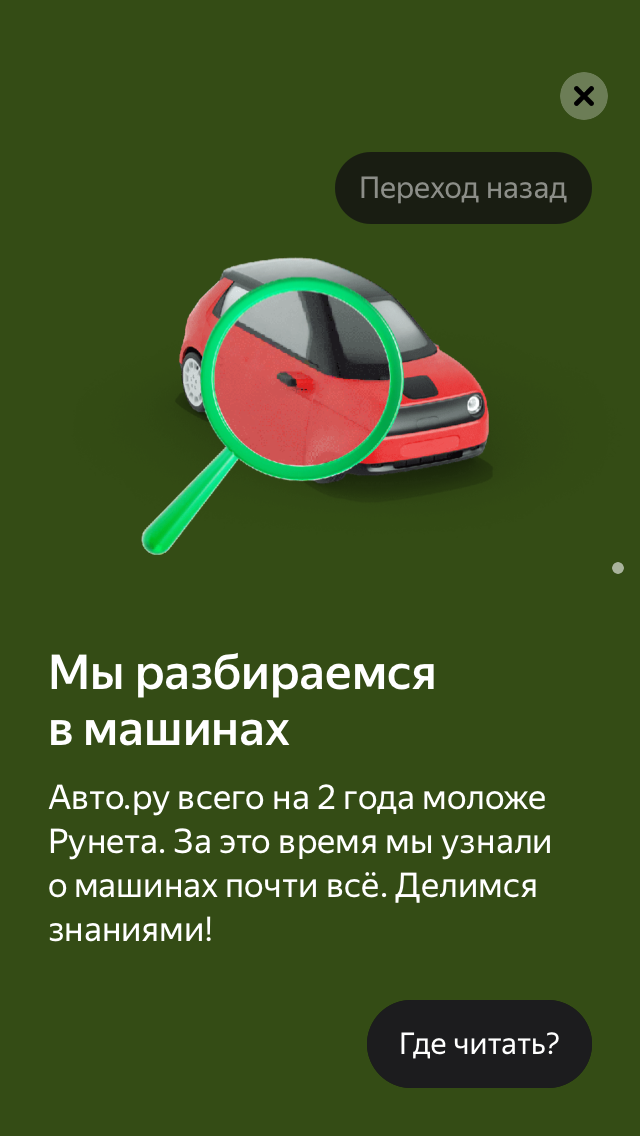 Переход назад
Мы разбираемся
в машинах
Авто.ру всего на 2 года моложе
Рунета. За это время мы узнали
о машинах почти всё. Делимся
знаниями!
Где читать?